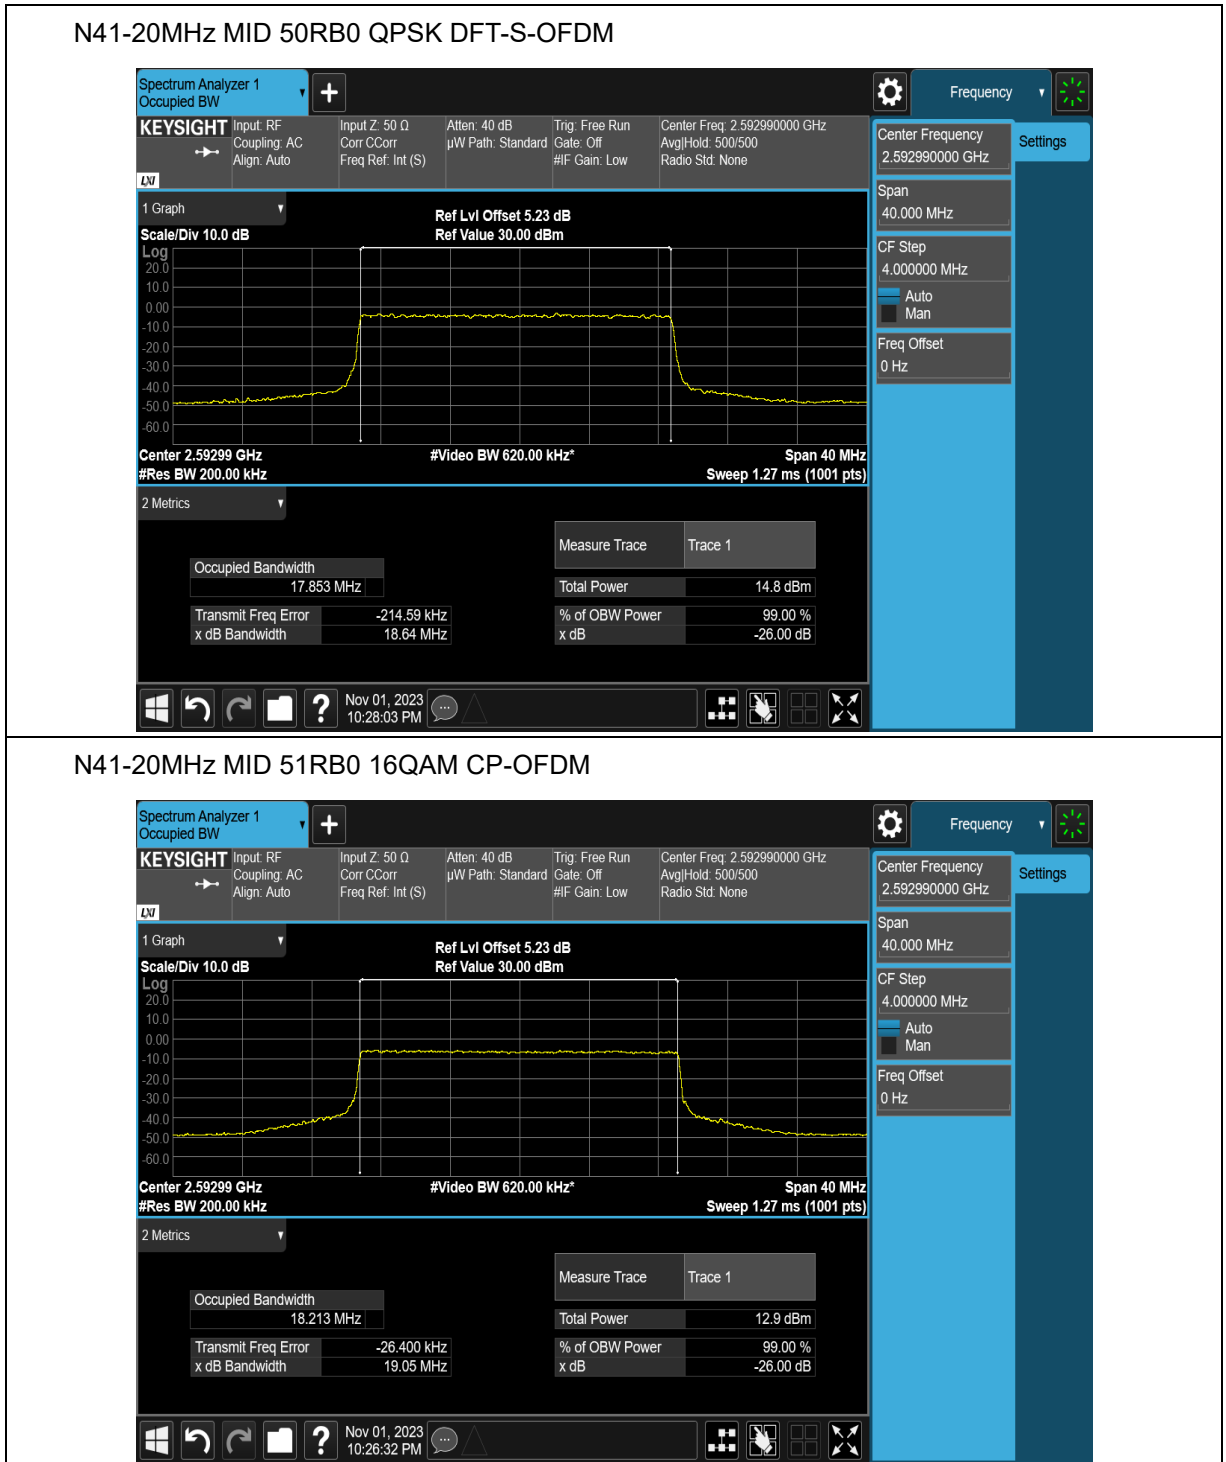 N41-20MHz MID 50RB0 QPSK DFT-S-OFDM
Spectrum Analyzer 1
Occupied BW
Frequency
KEYSIGHT
Input: RF
Coupling: AC
Align: Auto
Input Z: 50 Ω
Corr CCorr
Freq Ref: Int (S)
Atten: 40 dB
µW Path: Standard
Trig: Free Run
Gate: Off
#IF Gain: Low
Center Freq: 2.592990000 GHz
Avg|Hold: 500/500
Radio Std: None
LXI
Center Frequency
2.592990000 GHz
Settings
Span
40.000 MHz
CF Step
4.000000 MHz
Auto
Man
Freq Offset
0 Hz
1 Graph
Scale/Div 10.0 dB
Ref Lvl Offset 5.23 dB
Ref Value 30.00 dBm
Log
20.0
10.0
0.00
-10.0
-20.0
-30.0
-40.0
-50.0
-60.0
Center 2.59299 GHz
#Video BW 620.00 kHz*
Span 40 MHz
#Res BW 200.00 kHz
Sweep 1.27 ms (1001 pts)
2 Metrics
Measure Trace Trace 1
Occupied Bandwidth
17.853 MHz
Total Power 14.8 dBm
Transmit Freq Error -214.59 kHz
% of OBW Power 99.00 %
x dB Bandwidth 18.64 MHz
x dB -26.00 dB
?
Nov 01, 2023
10:28:03 PM
N41-20MHz MID 51RB0 16QAM CP-OFDM
Spectrum Analyzer 1
Occupied BW
Frequency
KEYSIGHT
Input: RF
Coupling: AC
Align: Auto
Input Z: 50 Ω
Corr CCorr
Freq Ref: Int (S)
Atten: 40 dB
µW Path: Standard
Trig: Free Run
Gate: Off
#IF Gain: Low
Center Freq: 2.592990000 GHz
Avg|Hold: 500/500
Radio Std: None
LXI
Center Frequency
2.592990000 GHz
Settings
Span
40.000 MHz
CF Step
4.000000 MHz
Auto
Man
Freq Offset
0 Hz
1 Graph
Scale/Div 10.0 dB
Ref Lvl Offset 5.23 dB
Ref Value 30.00 dBm
Log
20.0
10.0
0.00
-10.0
-20.0
-30.0
-40.0
-50.0
-60.0
Center 2.59299 GHz
#Video BW 620.00 kHz*
Span 40 MHz
#Res BW 200.00 kHz
Sweep 1.27 ms (1001 pts)
2 Metrics
Measure Trace Trace 1
Occupied Bandwidth
18.213 MHz
Total Power 12.9 dBm
Transmit Freq Error -26.400 kHz
% of OBW Power 99.00 %
x dB Bandwidth 19.05 MHz
x dB -26.00 dB
?
Nov 01, 2023
10:26:32 PM